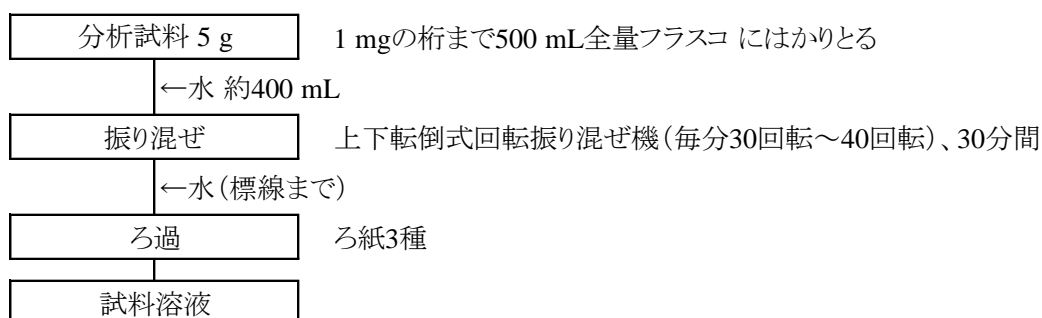 分析試料 5 g 1 mgの桁まで500 mL全量フラスコ にはかりとる
←水 約400 mL
振り混ぜ 上下転倒式回転振り混ぜ機（毎分30回転～40回転）、30分間
←水（標線まで）
ろ過 ろ紙3種
試料溶液